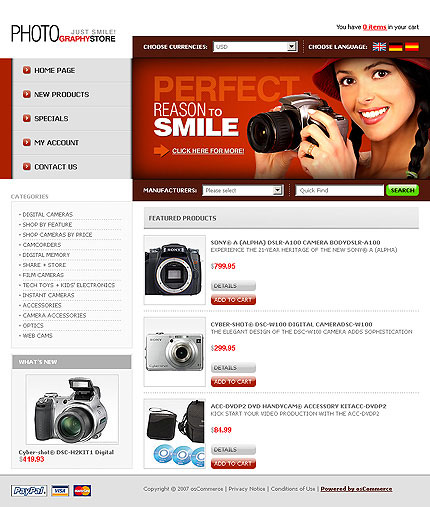 PHOTO JUST SMILE!
GRAPHYSTORE
You have 0 items in your cart
CHOOSE CURRENCIES: USD CHOOSE LANGUAGE:
HOME PAGE
NEW PRODUCTS
SPECIALS
MY ACCOUNT
CONTACT US
PERFECT
REASON TO
SMILE
CLICK HERE FOR MORE!
MANUFACTURERS: Please select Quick Find SEARCH
CATEGORIES
DIGITAL CAMERAS
SHOP BY FEATURE
SHOP CAMERAS BY PRICE
CAMCORDERS
DIGITAL MEMORY
SHARE + STORE
FILM CAMERAS
TECH TOYS + KIDS' ELECTRONICS
INSTANT CAMERAS
ACCESSORIES
CAMERA ACCESSORIES
OPTICS
WEB CAMS
WHAT'S NEW
Cyber-shot® DSC-H2KIT1 Digital
$419.93
FEATURED PRODUCTS
SONY® Α (ALPHA) DSLR-A100 CAMERA BODYDSLR-A100
EXPERIENCE THE 21-YEAR HERITAGE OF THE NEW SONY® Α (ALPHA)
$799.95
DETAILS
ADD TO CART
CYBER-SHOT® DSC-W100 DIGITAL CAMERADSC-W100
THE ELEGANT DESIGN OF THE DSC-W100 CAMERA ADDS SOPHISTICATION
$299.95
DETAILS
ADD TO CART
ACC-DVDP2 DVD HANDYCAM® ACCESSORY KITACC-DVDP2
KICK START YOUR VIDEO PRODUCTION WITH THE ACC-DVDP2
$84.99
DETAILS
ADD TO CART
PayPal VISA MasterCard
Copyright © 2007 osCommerce | Privacy Notice | Conditions of Use | Powered by osCommerce